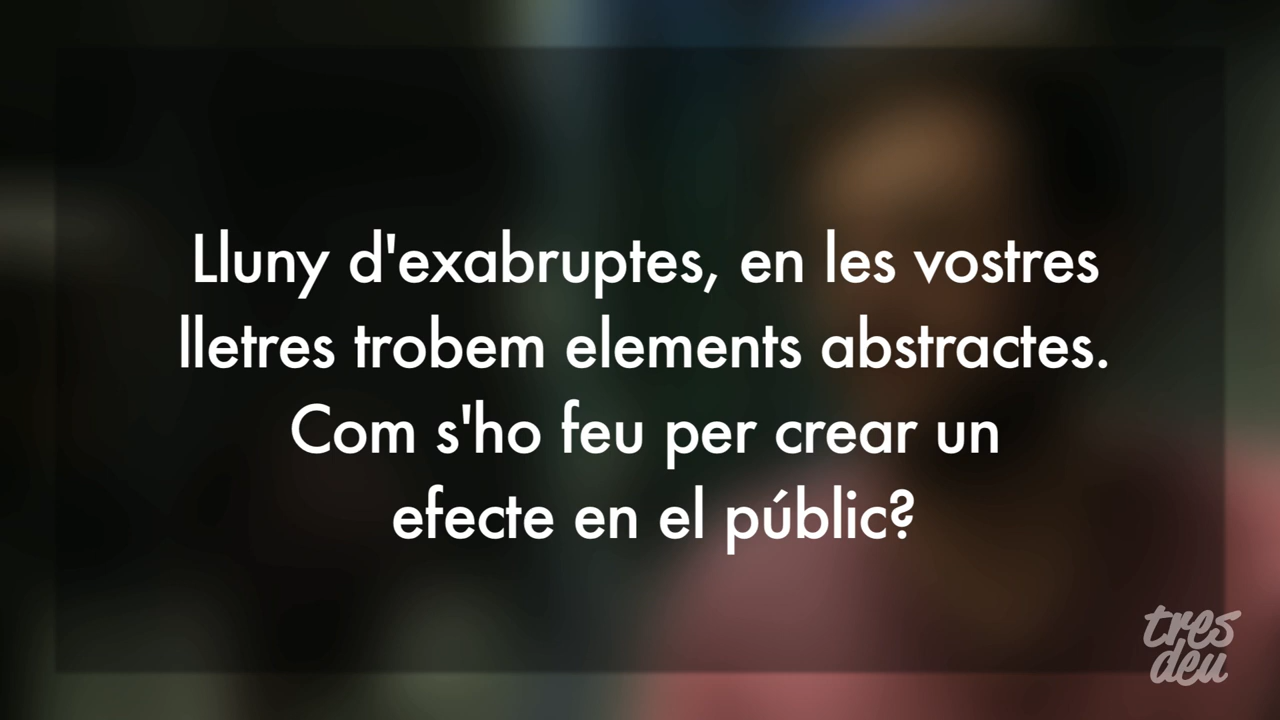 Lluny d'exabruptes, en les vostres
lletres trobem elements abstractes.
Com s'ho feu per crear un
efecte en el públic?
tres
deu